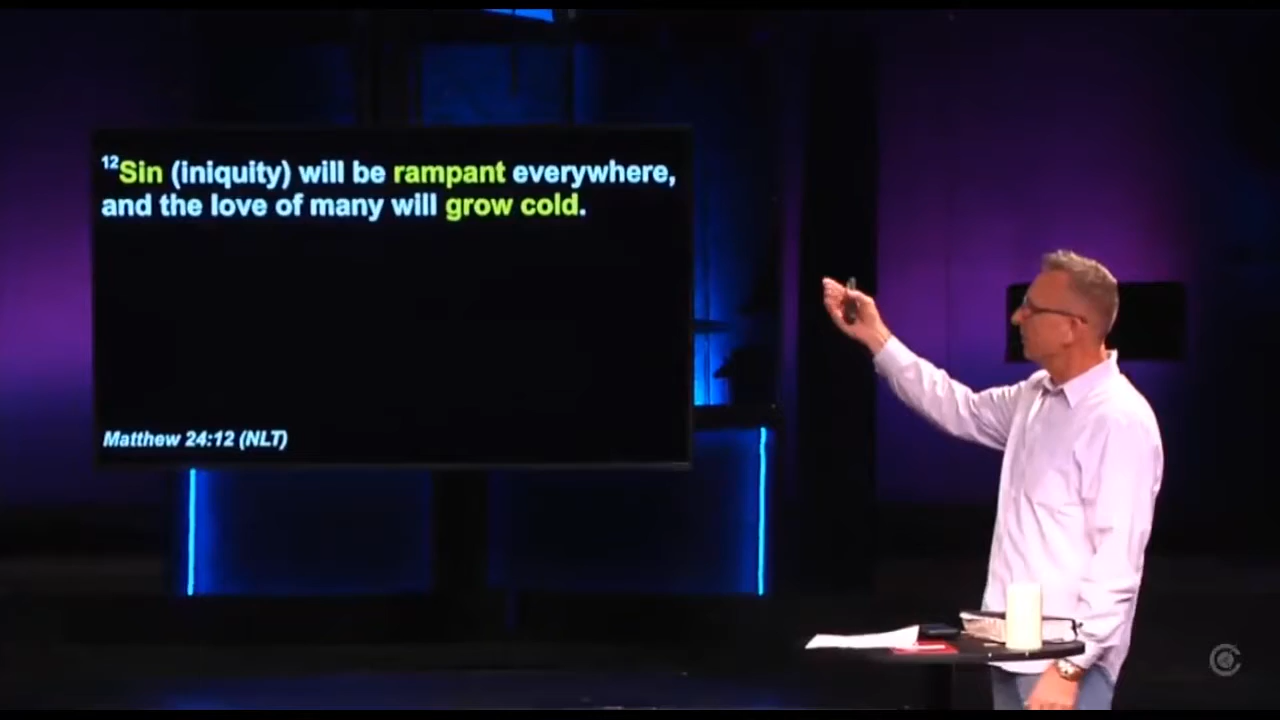 ¹²Sin (iniquity) will be rampant everywhere,
and the love of many will grow cold.
Matthew 24:12 (NLT)